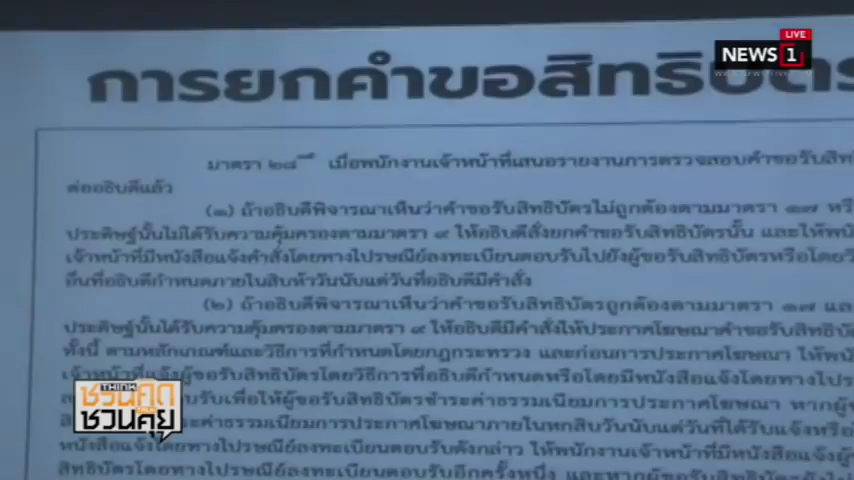 LIVE
NEWS 1
การยกคำขอสิทธิบัตร
มาตรา ๒๘ เมื่อพนักงานเจ้าหน้าที่เสนอรายงานการตรวจสอบคำขอรับสิทธิ
ต่ออธิบดีแล้ว
(๑) ถ้าอธิบดีพิจารณาเห็นว่าคำขอรับสิทธิบัตรไม่ถูกต้องตามมาตรา ๑๗ หรื
ประดิษฐ์นั้นไม่ได้รับความคุ้มครองตามมาตรา ๙ ให้อธิบดีสั่งยกคำขอรับสิทธิบัตรนั้น และให้พนั
เจ้าหน้าที่มีหนังสือแจ้งคำสั่งโดยทางไปรษณีย์ลงทะเบียนตอบรับไปยังผู้ขอรับสิทธิบัตรหรือโดยวิ
อื่นที่อธิบดีกำหนดภายในสิบห้าวันนับแต่วันที่อธิบดีมีคำสั่ง
(๒) ถ้าอธิบดีพิจารณาเห็นว่าคำขอรับสิทธิบัตรถูกต้องตามมาตรา ๑๗ และ
ประดิษฐ์นั้นได้รับความคุ้มครองตามมาตรา ๙ ให้อธิบดีมีคำสั่งให้ประกาศโฆษณาคำขอรับสิทธิบั
ทั้งนี้ ตามหลักเกณฑ์และวิธีการที่กำหนดโดยกฎกระทรวง และก่อนการประกาศโฆษณา ให้พนั
เจ้าหน้าที่แจ้งผู้ขอรับสิทธิบัตรโดยวิธีการที่อธิบดีกำหนดหรือโดยมีหนังสือแจ้งโดยทางไปร
บรับเพื่อให้ผู้ขอรับสิทธิบัตรชำระค่าธรรมเนียมการประกาศโฆษณา หากผู้ข
ระค่าธรรมเนียมการประกาศโฆษณาภายในหกสิบวันนับแต่วันที่ได้รับแจ้งหรือ
หนังสือแจ้งโดยทางไปรษณีย์ลงทะเบียนตอบรับดังกล่าว ให้พนักงานเจ้าหน้าที่มีหนังสือแจ้งผู้
สิทธิบัตรโดยทางไปรษณีย์ลงทะเบียนตอบรับอีกครั้งหนึ่ง และหากผู้ขอรับสิทธิบัตรยังไม่
THINK
ชวนคิด
ชวนคุย